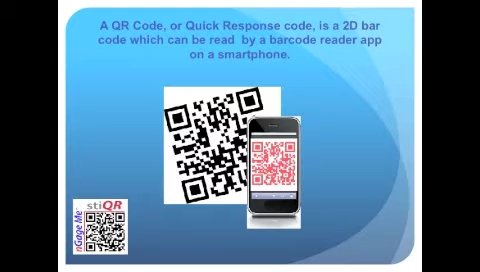 A QR Code, or Quick Response code, is a 2D bar
code which can be read by a barcode reader app
on a smartphone.
stiQR
nGage Me